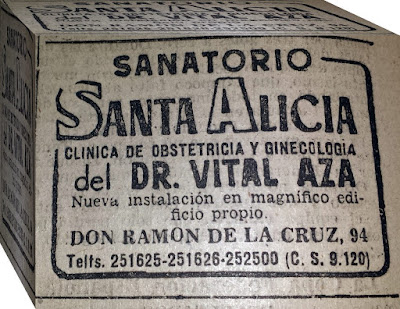 SANATORIO
SANTA ALICIA
CLINICA DE OBSTETRICIA Y GINECOLOGIA
del DR. VITAL AZA
Nueva instalación en magnífico edi-
ficio propio.
DON RAMON DE LA CRUZ, 94
Telfs. 251625-251626-252500 (C. S. 9.120)